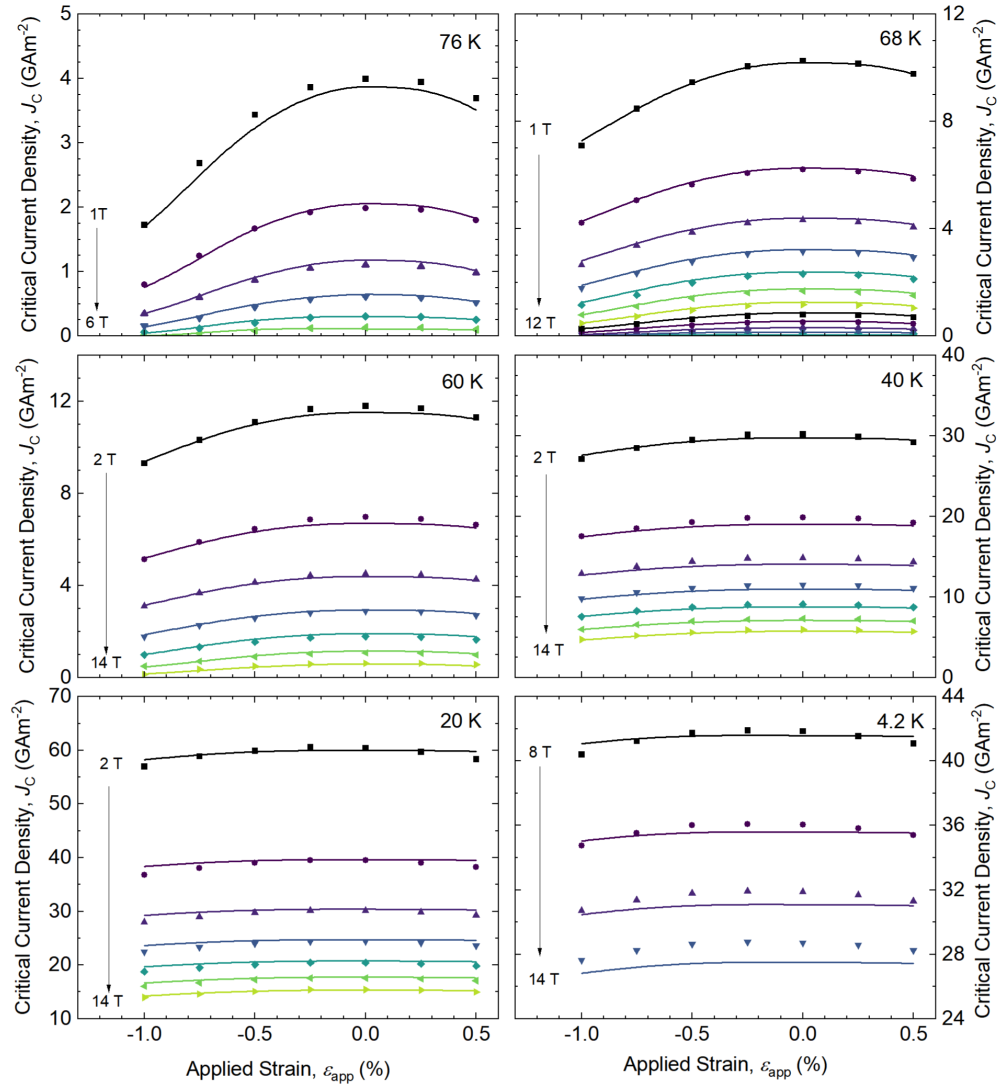 5
4
3
2
1
0
Critical Current Density, J_C (GAm⁻²)
76 K
1T
6 T
12
8
4
0
Critical Current Density, J_C (GAm⁻²)
68 K
1 T
12 T
12
9
6
3
0
Critical Current Density, J_C (GAm⁻²)
60 K
2 T
14 T
40
30
20
10
0
Critical Current Density, J_C (GAm⁻²)
40 K
2 T
14 T
70
60
50
40
30
20
10
Critical Current Density, J_C (GAm⁻²)
20 K
2 T
14 T
-1.0 -0.5 0.0 0.5
Applied Strain, ε_app (%)
44
40
36
32
28
24
Critical Current Density, J_C (GAm⁻²)
4.2 K
8 T
14 T
-1.0 -0.5 0.0 0.5
Applied Strain, ε_app (%)